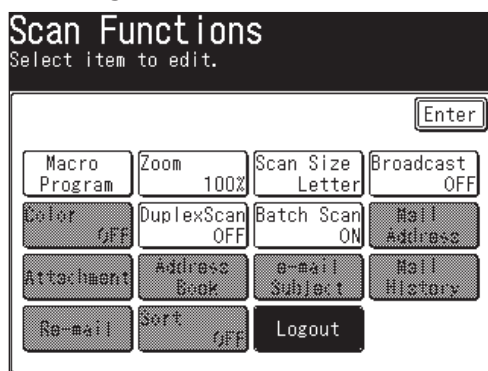 Scan Functions
Select item to edit.
Enter
Macro Program
Zoom 100%
Scan Size Letter
Broadcast OFF
Color OFF
DuplexScan OFF
Batch Scan ON
Mail Address
Attachment
Address Book
e-mail Subject
Mail History
Re-mail
Sort OFF
Logout